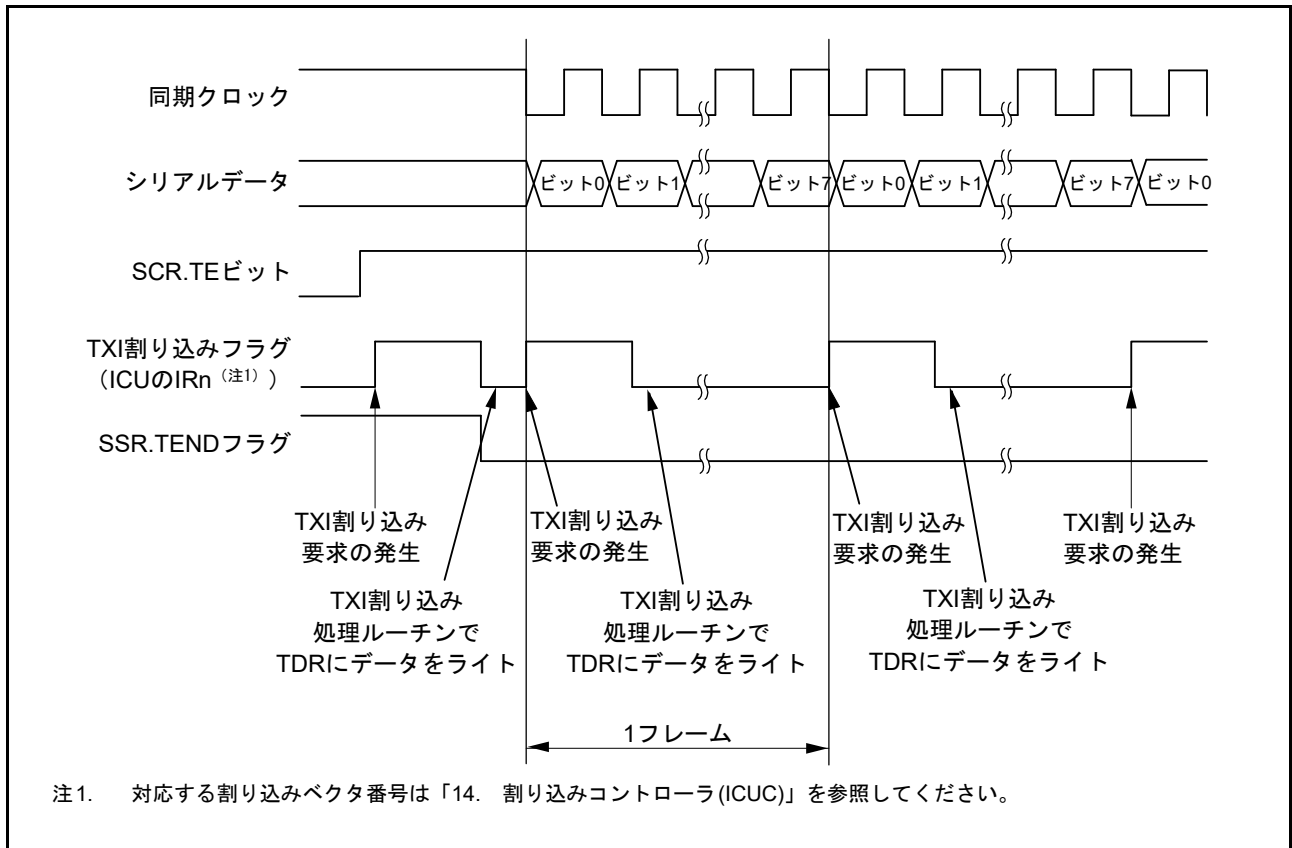 同期クロック
シリアルデータ
ビット0 ビット1 ビット7 ビット0 ビット1 ビット7 ビット0
SCR.TEビット
TXI割り込みフラグ
（ICUのIRn（注1））
SSR.TENDフラグ
TXI割り込み
要求の発生
TXI割り込み
要求の発生
TXI割り込み
要求の発生
TXI割り込み
要求の発生
TXI割り込み
処理ルーチンで
TDRにデータをライト
TXI割り込み
処理ルーチンで
TDRにデータをライト
TXI割り込み
処理ルーチンで
TDRにデータをライト
1フレーム
注1. 対応する割り込みベクタ番号は「14. 割り込みコントローラ(ICUC)」を参照してください。